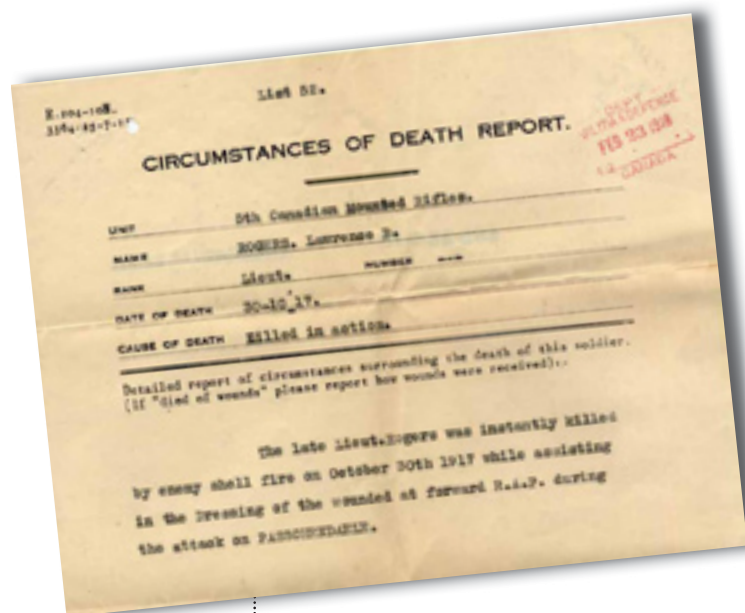 List 52.
CIRCUMSTANCES OF DEATH REPORT.
UNIT 5th Canadian Mounted Rifles.
NAME ROGERS. Lawrence B.
RANK Lieut. NUMBER
DATE OF DEATH 30-10-17.
CAUSE OF DEATH Killed in action.
Detailed report of circumstances surrounding the death of this soldier.
(If "died of wounds" please report how wounds were received):-
The late Lieut.Rogers was instantly killed
by enemy shell fire on October 30th 1917 while assisting
in the Dressing of the wounded at forward R.A.P. during
the attack on PASSCHENDAELE.
DEPT
FEB 1918
CANADA